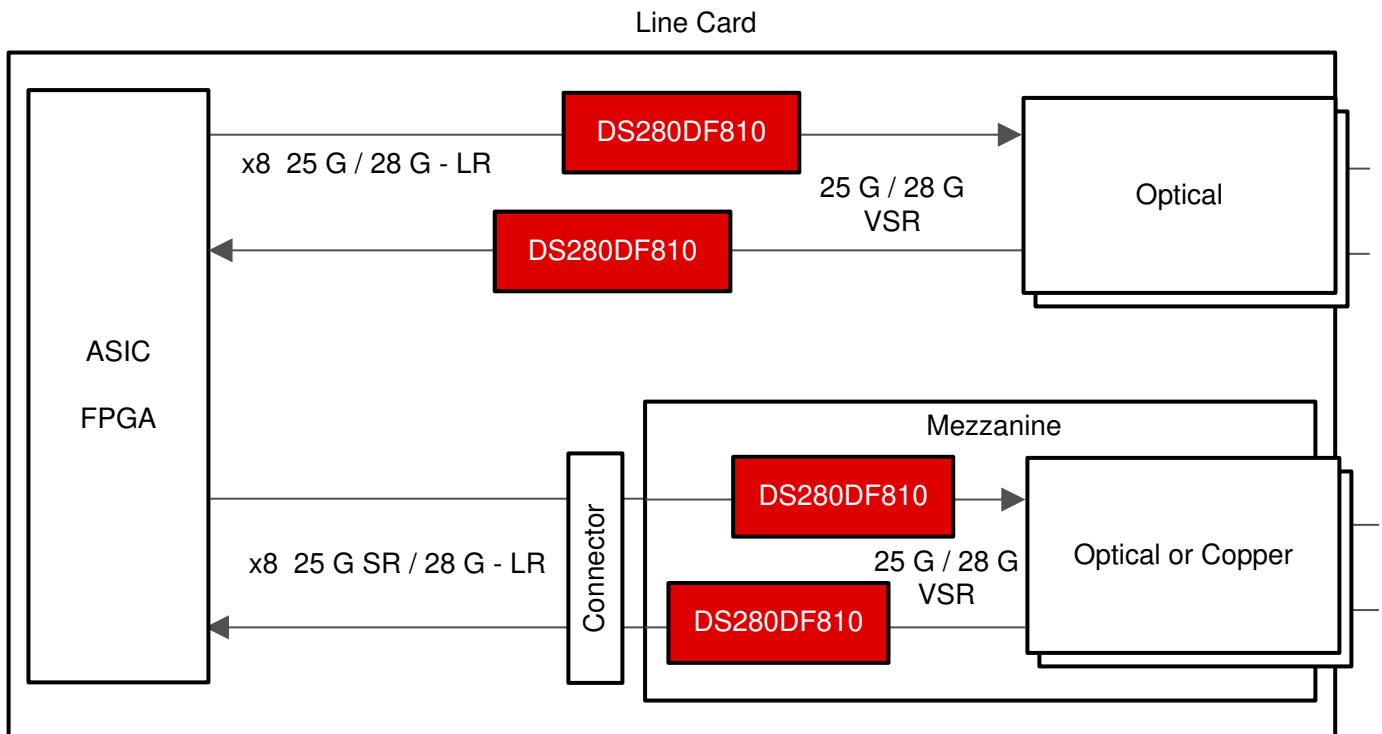 Line Card
DS280DF810
x8 25 G / 28 G - LR
25 G / 28 G
VSR
Optical
DS280DF810
ASIC
FPGA
Mezzanine
DS280DF810
Connector
x8 25 G SR / 28 G - LR
25 G / 28 G
VSR
Optical or Copper
DS280DF810